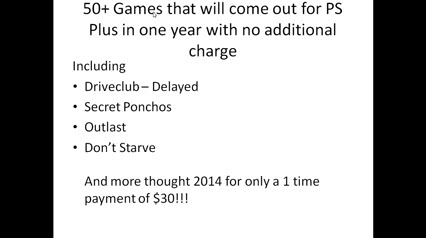 50+ Games that will come out for PS
Plus in one year with no additional
charge
Including
• Driveclub – Delayed
• Secret Ponchos
• Outlast
• Don't Starve
And more thought 2014 for only a 1 time
payment of $30!!!